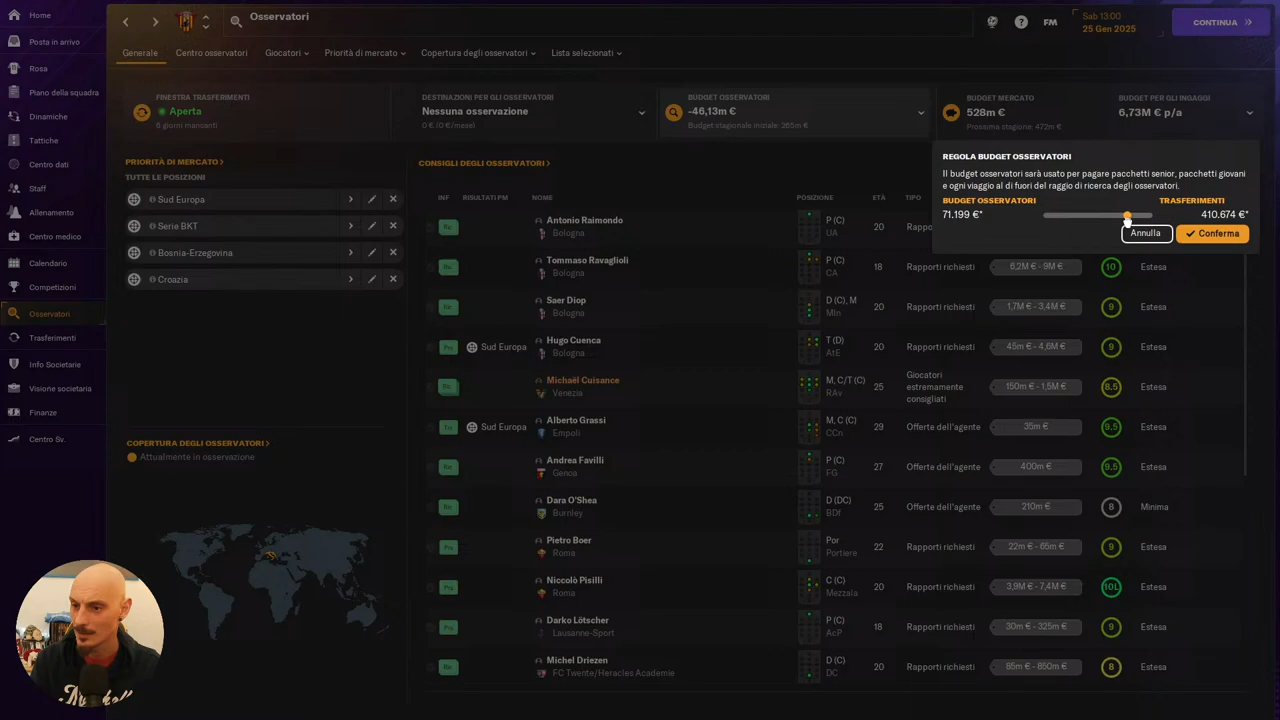 Home
Posta in arrivo
Rosa
Piano della squadra
Dinamiche
Tattiche
Centro dati
Staff
Allenamento
Centro medico
Calendario
Competizioni
Osservatori
Trasferimenti
Info Societarie
Visione societaria
Finanze
Centro Sv.
Osservatori
FM
Sab 13:00
25 Gen 2025
CONTINUA
Generale
Centro osservatori
Giocatori
Priorità di mercato
Copertura degli osservatori
Lista selezionati
FINESTRA TRASFERIMENTI
Aperta
6 giorni mancanti
DESTINAZIONI PER GLI OSSERVATORI
Nessuna osservazione
0 € (0 €/mese)
BUDGET OSSERVATORI
-46,13m €
Budget stagionale iniziale: 265m €
BUDGET MERCATO
528m €
Prossima stagione: 472m €
BUDGET PER GLI INGAGGI
6,73M € p/a
REGOLA BUDGET OSSERVATORI
Il budget osservatori sarà usato per pagare pacchetti senior, pacchetti giovani
e ogni viaggio al di fuori del raggio di ricerca degli osservatori.
BUDGET OSSERVATORI TRASFERIMENTI
71.199 €* 410.674 €*
Annulla
Conferma
PRIORITÀ DI MERCATO
TUTTE LE POSIZIONI
Sud Europa
Serie BKT
Bosnia-Erzegovina
Croazia
COPERTURA DEGLI OSSERVATORI
Attualmente in osservazione
CONSIGLI DEGLI OSSERVATORI
INF RISULTATI PM NOME POSIZIONE ETÀ TIPO
Ric Antonio Raimondo Bologna P (C) UA 20
Ric Tommaso Ravaglioli Bologna P (C) CA 18 Rapporti richiesti 6,2M € - 9M € 10 Estesa
Saer Diop Bologna D (C), M MIn 20 Rapporti richiesti 1,7M € - 3,4M € 9 Estesa
Sud Europa Hugo Cuenca Bologna T (D) AtE 20 Rapporti richiesti 45m € - 4,6M € 9 Estesa
Michaël Cuisance Venezia M, C/T (C) RAv 25 Giocatori estremamente consigliati 150m € - 1,5M € 8.5 Estesa
Sud Europa Alberto Grassi Empoli M, C (C) CCn 29 Offerte dell'agente 35m € 9.5 Estesa
Andrea Favilli Genoa P (C) FG 27 Offerte dell'agente 400m € 9.5 Estesa
Dara O'Shea Burnley D (DC) BDf 25 Offerte dell'agente 210m € 8 Minima
Pietro Boer Roma Por Portiere 22 Rapporti richiesti 22m € - 65m € 9 Estesa
Niccolò Pisilli Roma C (C) Mezzala 20 Rapporti richiesti 3,9M € - 7,4M € 10L Estesa
Darko Lötscher Lausanne-Sport P (C) AcP 18 Rapporti richiesti 30m € - 325m € 9 Estesa
Michel Driezen FC Twente/Heracles Academie D (C) DC 20 Rapporti richiesti 85m € - 850m € 8 Estesa